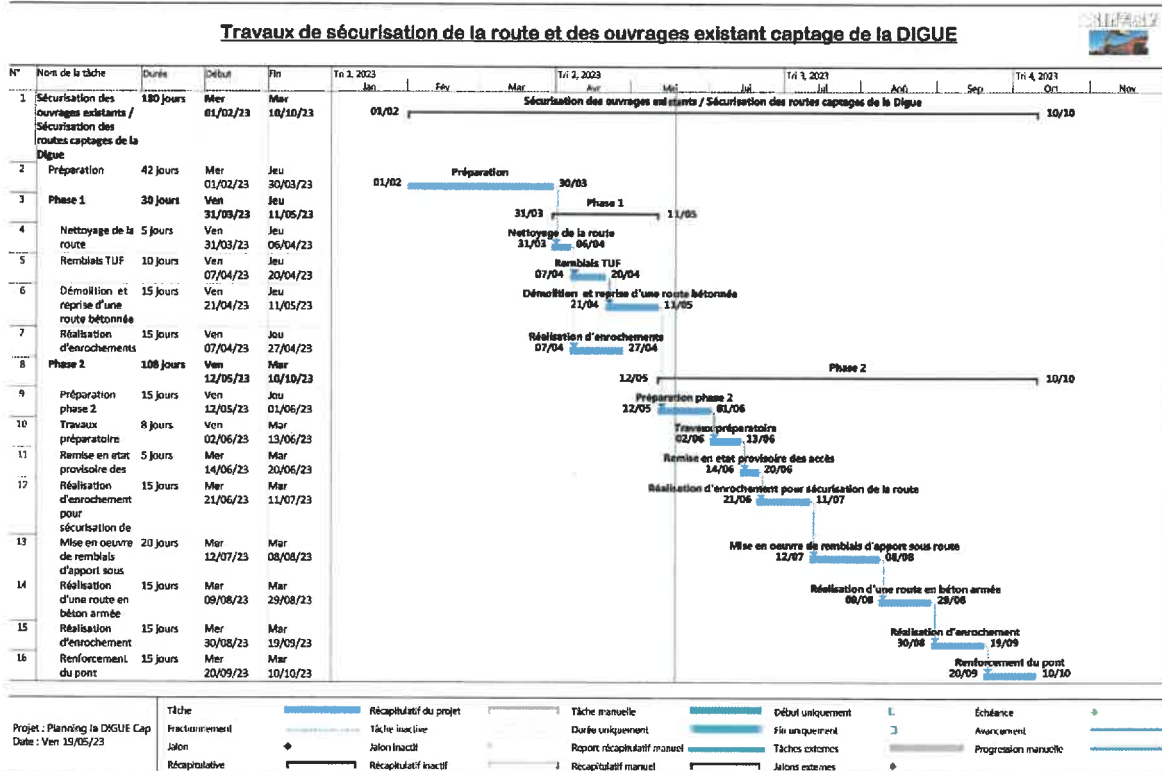 Travaux de sécurisation de la route et des ouvrages existant captage de la DIGUE
N° Nom de la tâche Durée Début Fin Tri 1, 2023 Tri 2, 2023 Tri 3, 2023 Tri 4, 2023
Jan Fév Mar Avr Mai Jui Jul Aoû Sep Oct Nov
1 Sécurisation des 180 jours Mer Mar
ouvrages existants / 01/02/23 10/10/23
Sécurisation des
routes captages de la
Digue
Sécurisation des ouvrages existants / Sécurisation des routes captages de la Digue
01/02 10/10
2 Préparation 42 jours Mer Jeu
01/02/23 30/03/23
Préparation
01/02 30/03
3 Phase 1 30 jours Ven Jeu
31/03/23 11/05/23
Phase 1
31/03 11/05
4 Nettoyage de la 5 jours Ven Jeu
route 31/03/23 06/04/23
Nettoyage de la route
31/03 06/04
5 Remblais TUF 10 jours Ven Jeu
07/04/23 20/04/23
Remblais TUF
07/04 20/04
6 Démolition et 15 jours Ven Jeu
reprise d'une 21/04/23 11/05/23
route bétonnée
Démolition et reprise d'une route bétonnée
21/04 11/05
7 Réalisation 15 jours Ven Jeu
d'enrochements 07/04/23 27/04/23
Réalisation d'enrochements
07/04 27/04
8 Phase 2 108 jours Ven Mar
12/05/23 10/10/23
Phase 2
12/05 10/10
9 Préparation 15 jours Ven Jeu
phase 2 12/05/23 01/06/23
Préparation phase 2
12/05 01/06
10 Travaux 8 jours Ven Mar
préparatoire 02/06/23 13/06/23
Travaux préparatoire
02/06 13/06
11 Remise en etat 5 jours Mer Mar
provisoire des 14/06/23 20/06/23
Remise en etat provisoire des accès
14/06 20/06
12 Réalisation 15 jours Mer Mar
d'enrochement 21/06/23 11/07/23
pour
sécurisation de
Réalisation d'enrochement pour sécurisation de la route
21/06 11/07
13 Mise en oeuvre 20 jours Mer Mar
de remblais 12/07/23 08/08/23
d'apport sous
Mise en oeuvre de remblais d'apport sous route
12/07 08/08
14 Réalisation 15 jours Mer Mar
d'une route en 09/08/23 29/08/23
béton armée
Réalisation d'une route en béton armée
09/08 29/08
15 Réalisation 15 jours Mer Mar
d'enrochement 30/08/23 19/09/23
Réalisation d'enrochement
30/08 19/09
16 Renforcement 15 jours Mer Mar
du pont 20/09/23 10/10/23
Renforcement du pont
20/09 10/10
Projet : Planning la DIGUE Cap
Date : Ven 19/05/23
Tâche Récapitulatif du projet Tâche manuelle Début uniquement Échéance
Fractionnement Tâche inactive Durée uniquement Fin uniquement Avancement
Jalon Jalon inactif Report récapitulatif manuel Tâches externes Progression manuelle
Récapitulative Récapitulatif inactif Récapitulatif manuel Jalons externes